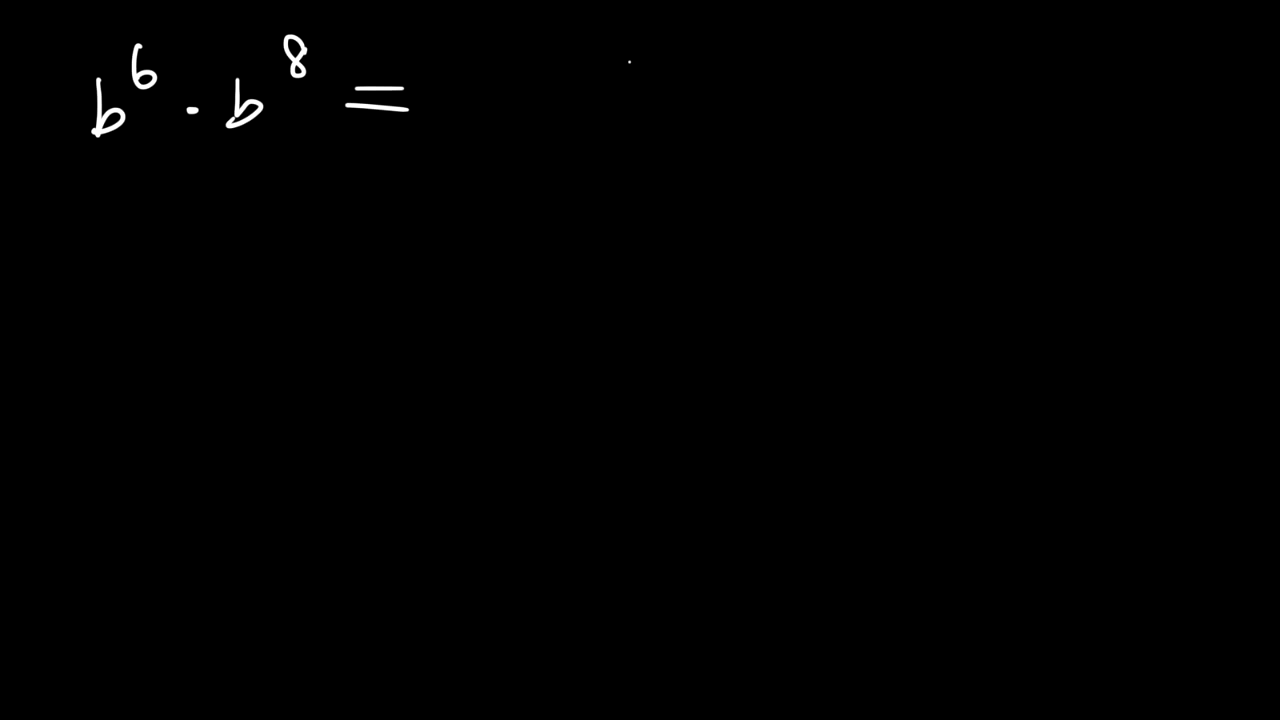 b⁶ · b⁸ =